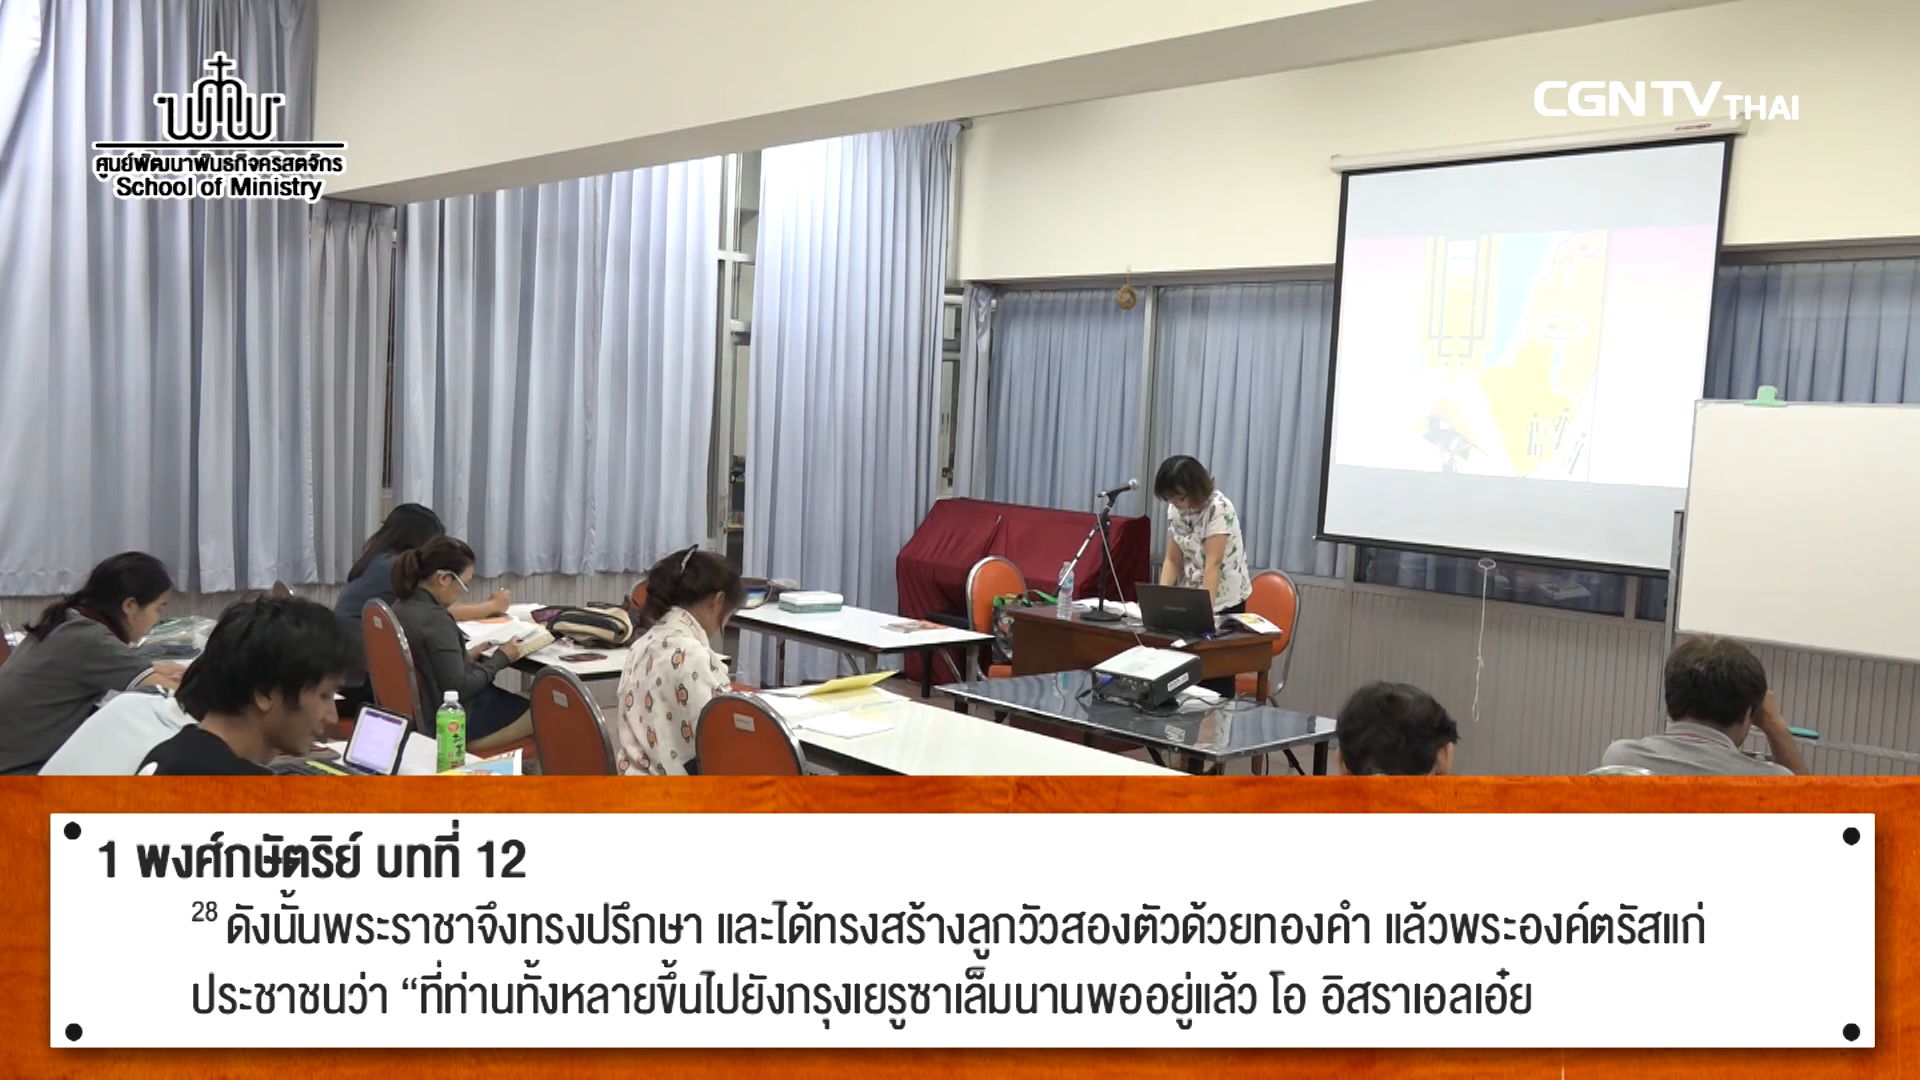 ศูนย์พัฒนาพันธกิจคริสตจักร
School of Ministry
CGNTV THAI
1 พงศ์กษัตริย์ บทที่ 12
28 ดังนั้นพระราชาจึงทรงปรึกษา และได้ทรงสร้างลูกวัวสองตัวด้วยทองคำ แล้วพระองค์ตรัสแก่
ประชาชนว่า “ที่ท่านทั้งหลายขึ้นไปยังกรุงเยรูซาเล็มนานพออยู่แล้ว โอ อิสราเอลเอ๋ย